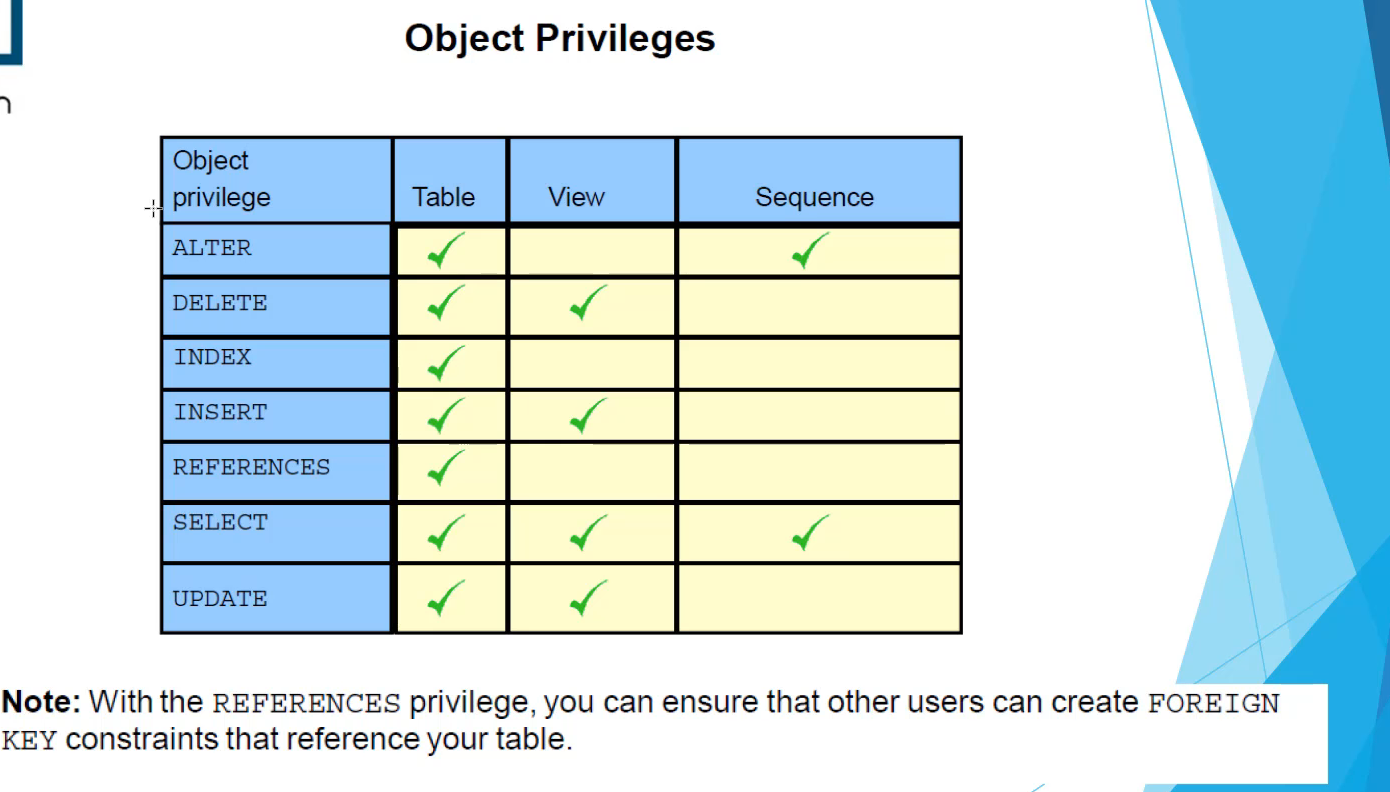 Object Privileges
n
Object
privilege
Table
View
Sequence
ALTER
DELETE
INDEX
INSERT
REFERENCES
SELECT
UPDATE
Note: With the REFERENCES privilege, you can ensure that other users can create FOREIGN
KEY constraints that reference your table.